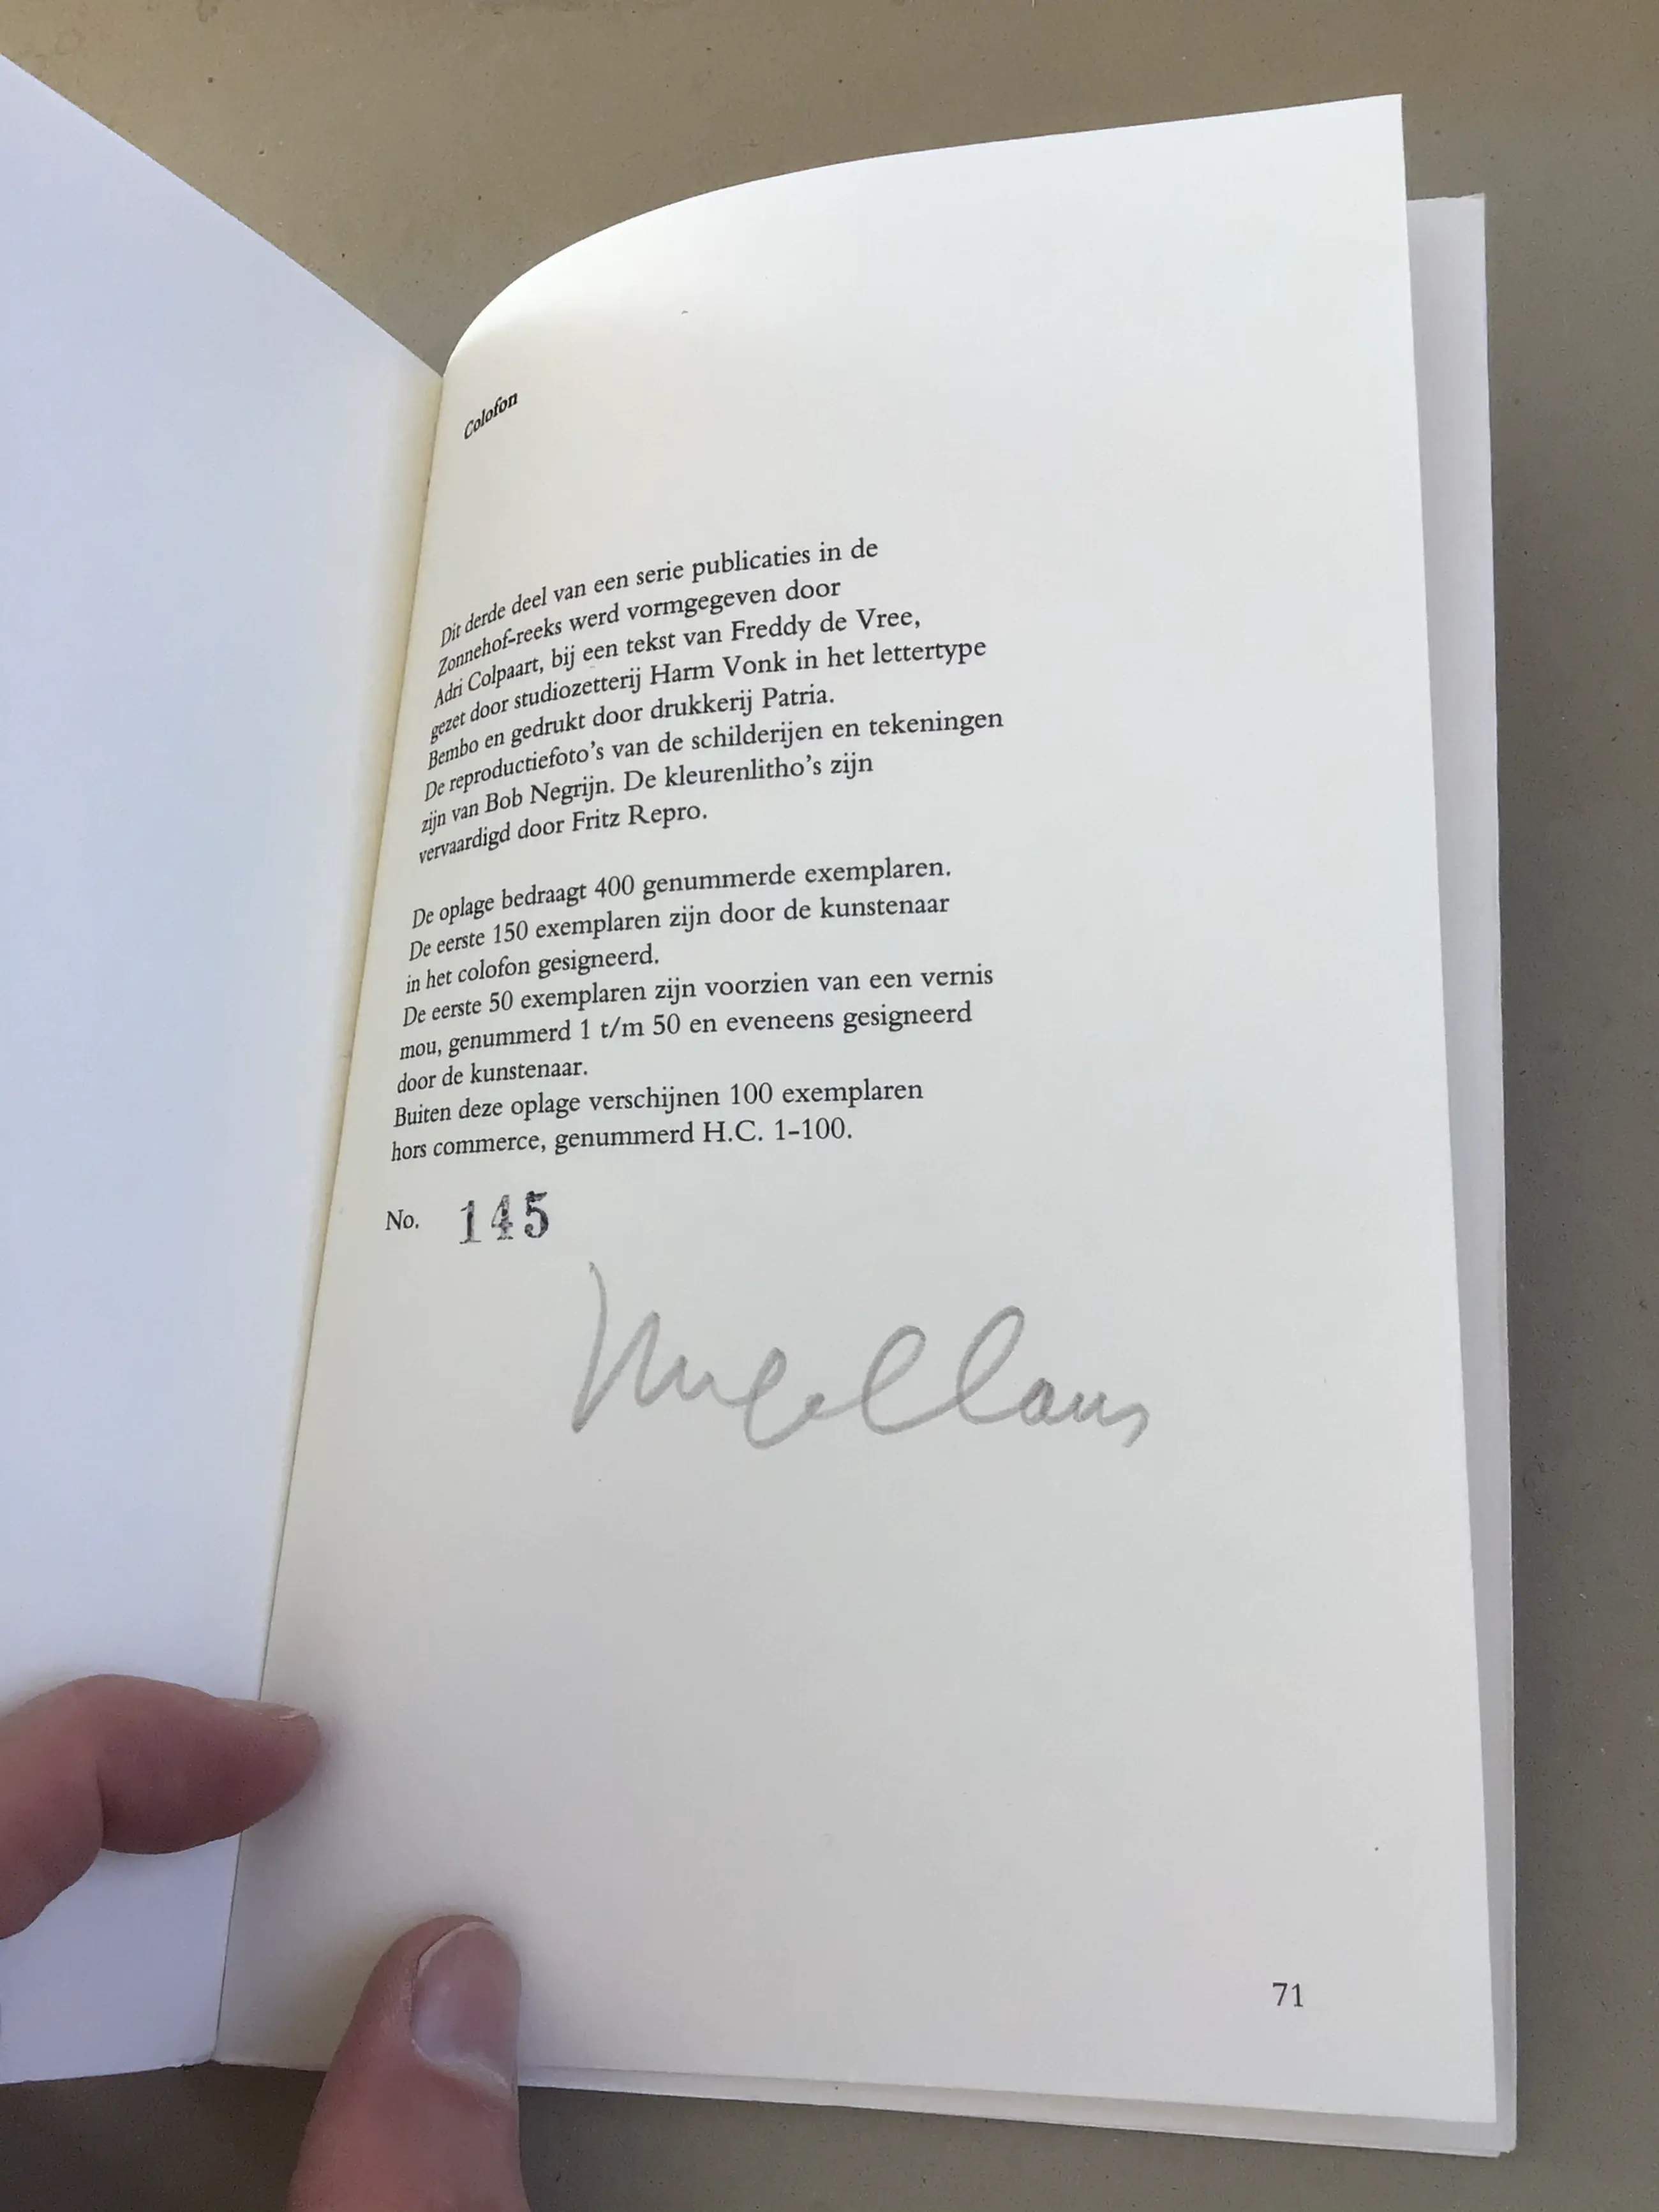 Colofon
Dit derde deel van een serie publicaties in de
Zonnehof-reeks werd vormgegeven door
Adri Colpaart, bij een tekst van Freddy de Vree,
gezet door studiozetterij Harm Vonk in het lettertype
Bembo en gedrukt door drukkerij Patria.
De reproductiefoto's van de schilderijen en tekeningen
zijn van Bob Negrijn. De kleurenlitho's zijn
vervaardigd door Fritz Repro.
De oplage bedraagt 400 genummerde exemplaren.
De eerste 150 exemplaren zijn door de kunstenaar
in het colofon gesigneerd.
De eerste 50 exemplaren zijn voorzien van een vernis
mou, genummerd 1 t/m 50 en eveneens gesigneerd
door de kunstenaar.
Buiten deze oplage verschijnen 100 exemplaren
hors commerce, genummerd H.C. 1–100.
No. 145
Hugo Claus
71